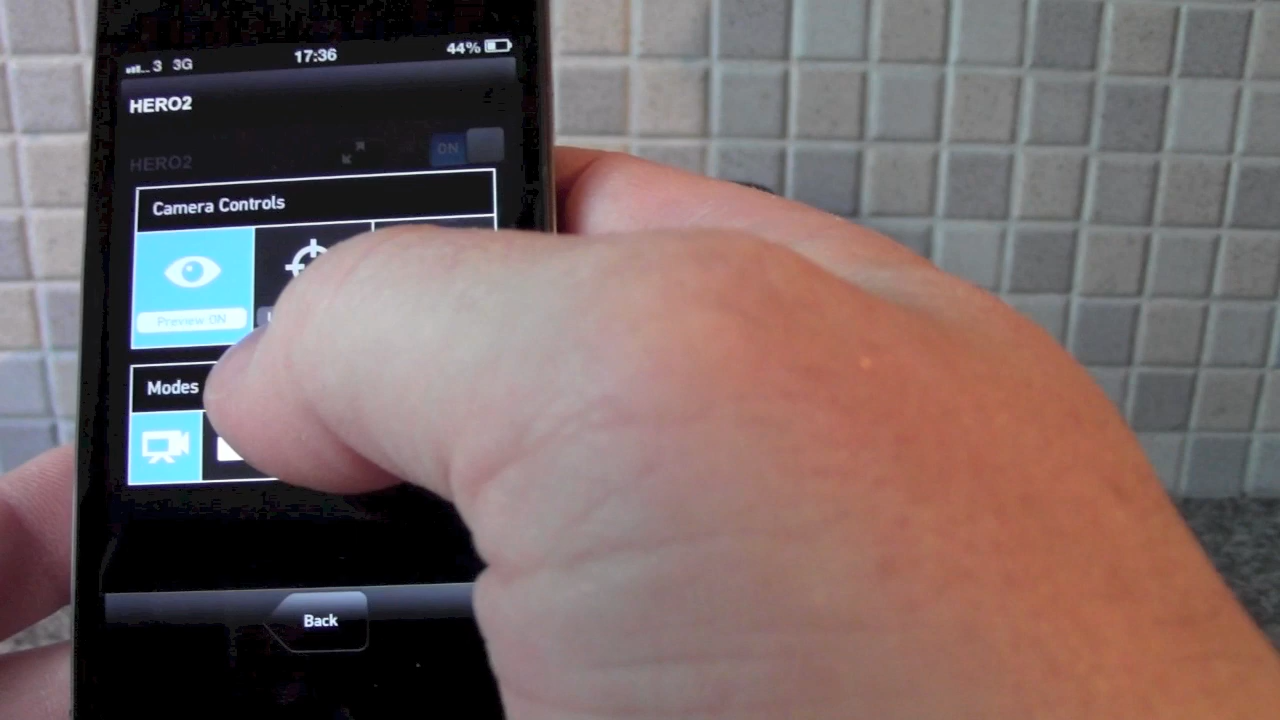 3 3G 17:36 44%
HERO2
HERO2 ON
Camera Controls
Preview ON
Modes
Back